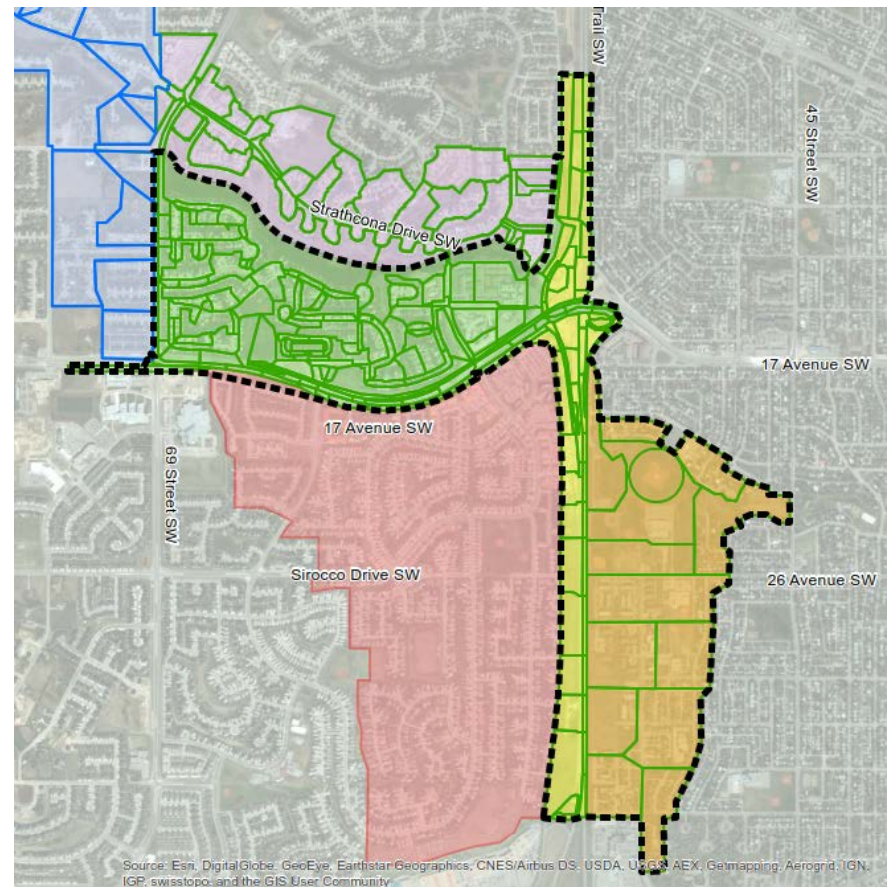 Trail SW
45 Street SW
Strathcona Drive SW
17 Avenue SW
17 Avenue SW
69 Street SW
Sirocco Drive SW
26 Avenue SW
Source: Esri, DigitalGlobe, GeoEye, Earthstar Geographics, CNES/Airbus DS, USDA, USGS, AEX, Getmapping, Aerogrid, IGN,
IGP, swisstopo, and the GIS User Community